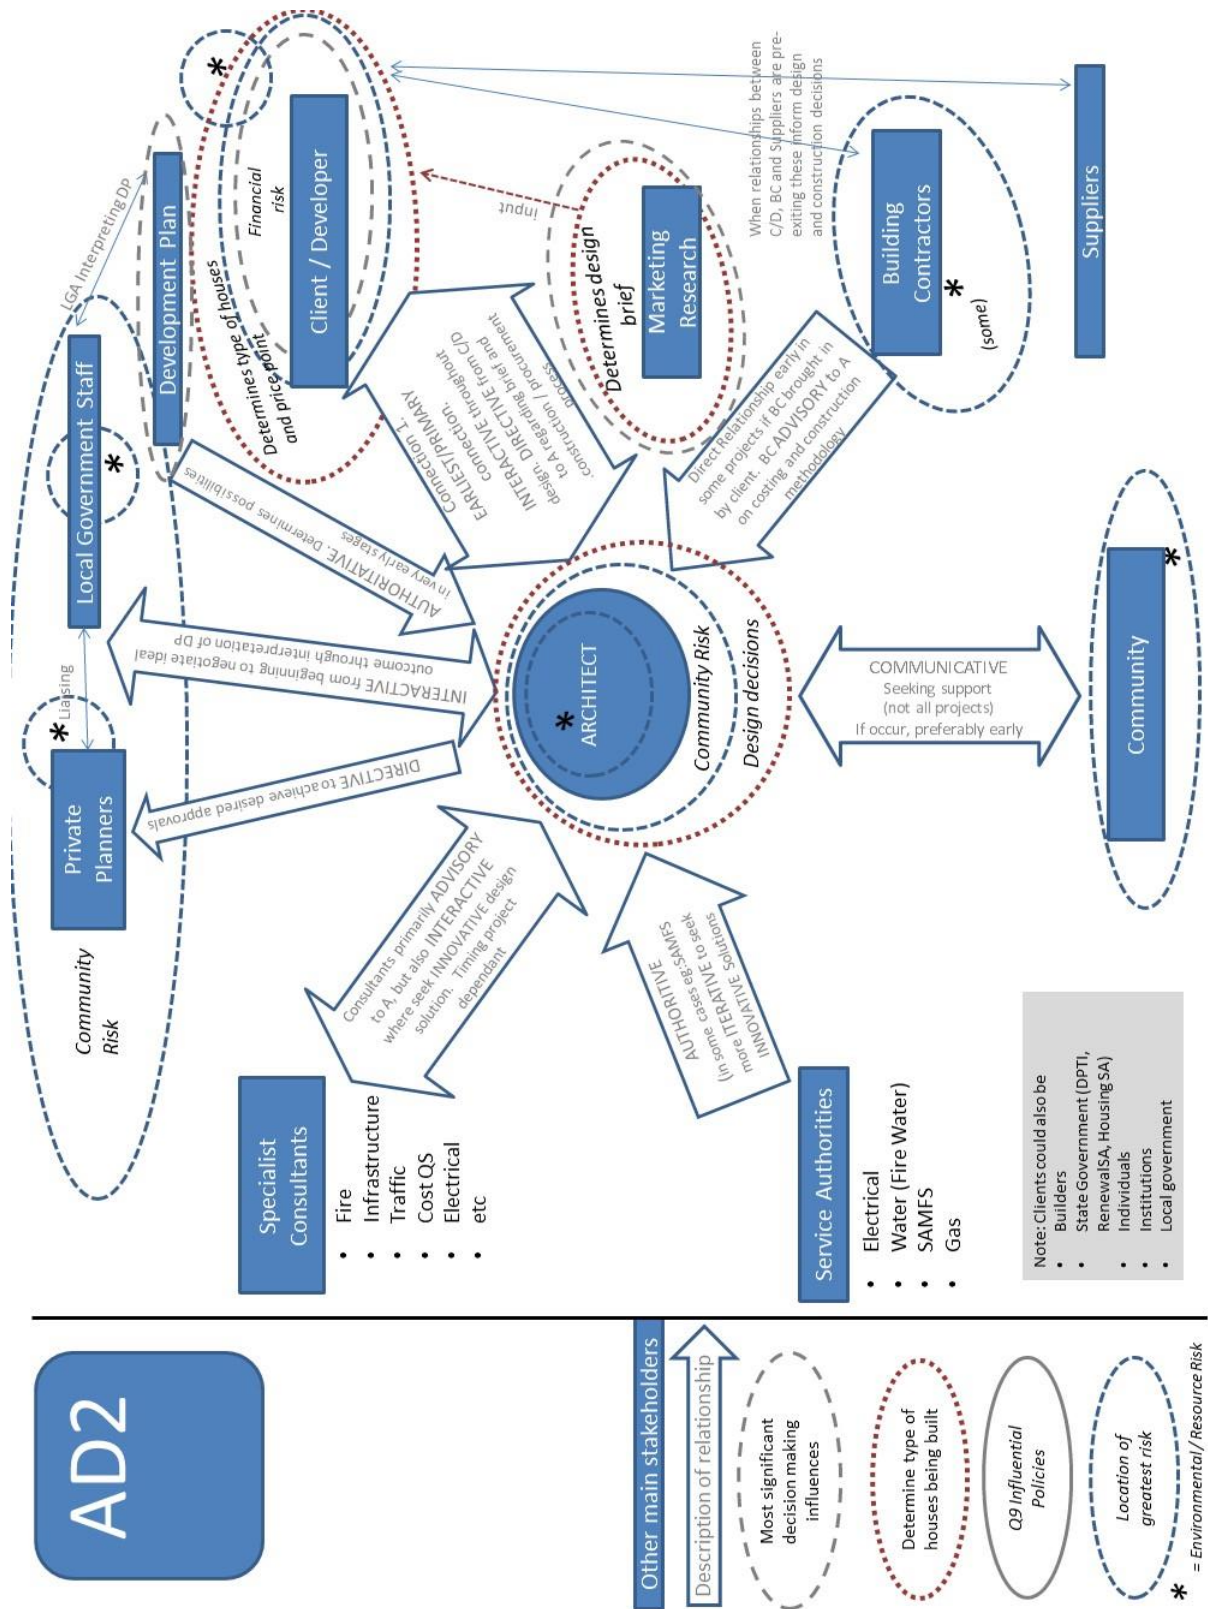 AD2
Other main stakeholders
Description of relationship
Most significant
decision making
influences
Determine type of
houses being built
Q9 Influential
Policies
Location of
greatest risk
* = Environmental / Resource Risk
Community
Risk
Private
Planners
*
Liaising
Local Government Staff
*
LGA Interpreting DP
Development Plan
Determines type of houses
and price point
Financial
risk
Client / Developer
*
Specialist
Consultants
• Fire
• Infrastructure
• Traffic
• Cost QS
• Electrical
• etc
Consultants primarily ADVISORY
to A, but also INTERACTIVE
where seek INNOVATIVE design
solution. Timing project
dependant
DIRECTIVE to achieve desired
approvals
INTERACTIVE from beginning to negotiate ideal
outcome through interpretation of DP
AUTHORITATIVE. Determines possibilities
in very early stages
Connection 1.
EARLIEST/PRIMARY
connection.
INTERACTIVE throughout
design. DIRECTIVE from C/D
to A regarding brief and
construction / procurement
process.
input
Determines design
brief
Marketing
Research
*
ARCHITECT
Community Risk
Design decisions
Service Authorities
• Electrical
• Water (Fire Water)
• SAMFS
• Gas
AUTHORITIVE
(in some cases eg:SAMFS
more ITERATIVE to seek
INNOVATIVE Solutions
Direct Relationship early in
some projects if BC brought in
by client. BC ADVISORY to A
on costing and construction
methodology
When relationships between
C/D, BC and Suppliers are pre-
exiting these inform design
and construction decisions
Building
Contractors
*
(some)
Suppliers
COMMUNICATIVE
Seeking support
(not all projects)
If occur, preferably early
Community
*
Note: Clients could also be
• Builders
• State Government (DPTI,
RenewalSA, Housing SA)
• Individuals
• Institutions
• Local government